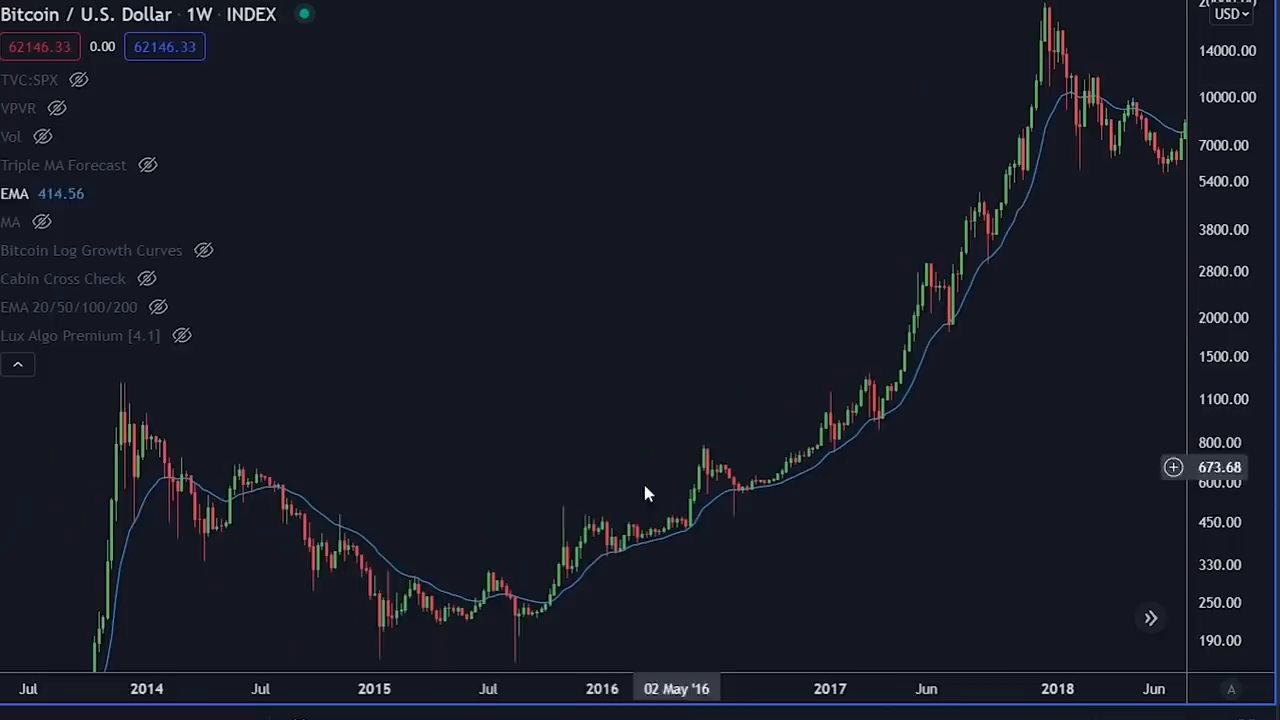 Bitcoin / U.S. Dollar · 1W · INDEX
62146.33 0.00 62146.33
TVC:SPX
VPVR
Vol
Triple MA Forecast
EMA 414.56
MA
Bitcoin Log Growth Curves
Cabin Cross Check
EMA 20/50/100/200
Lux Algo Premium [4.1]
USD
14000.00
10000.00
7000.00
5400.00
3800.00
2800.00
2000.00
1500.00
1100.00
800.00
673.68
600.00
450.00
330.00
250.00
190.00
Jul 2014 Jul 2015 Jul 2016 02 May '16 2017 Jun 2018 Jun A